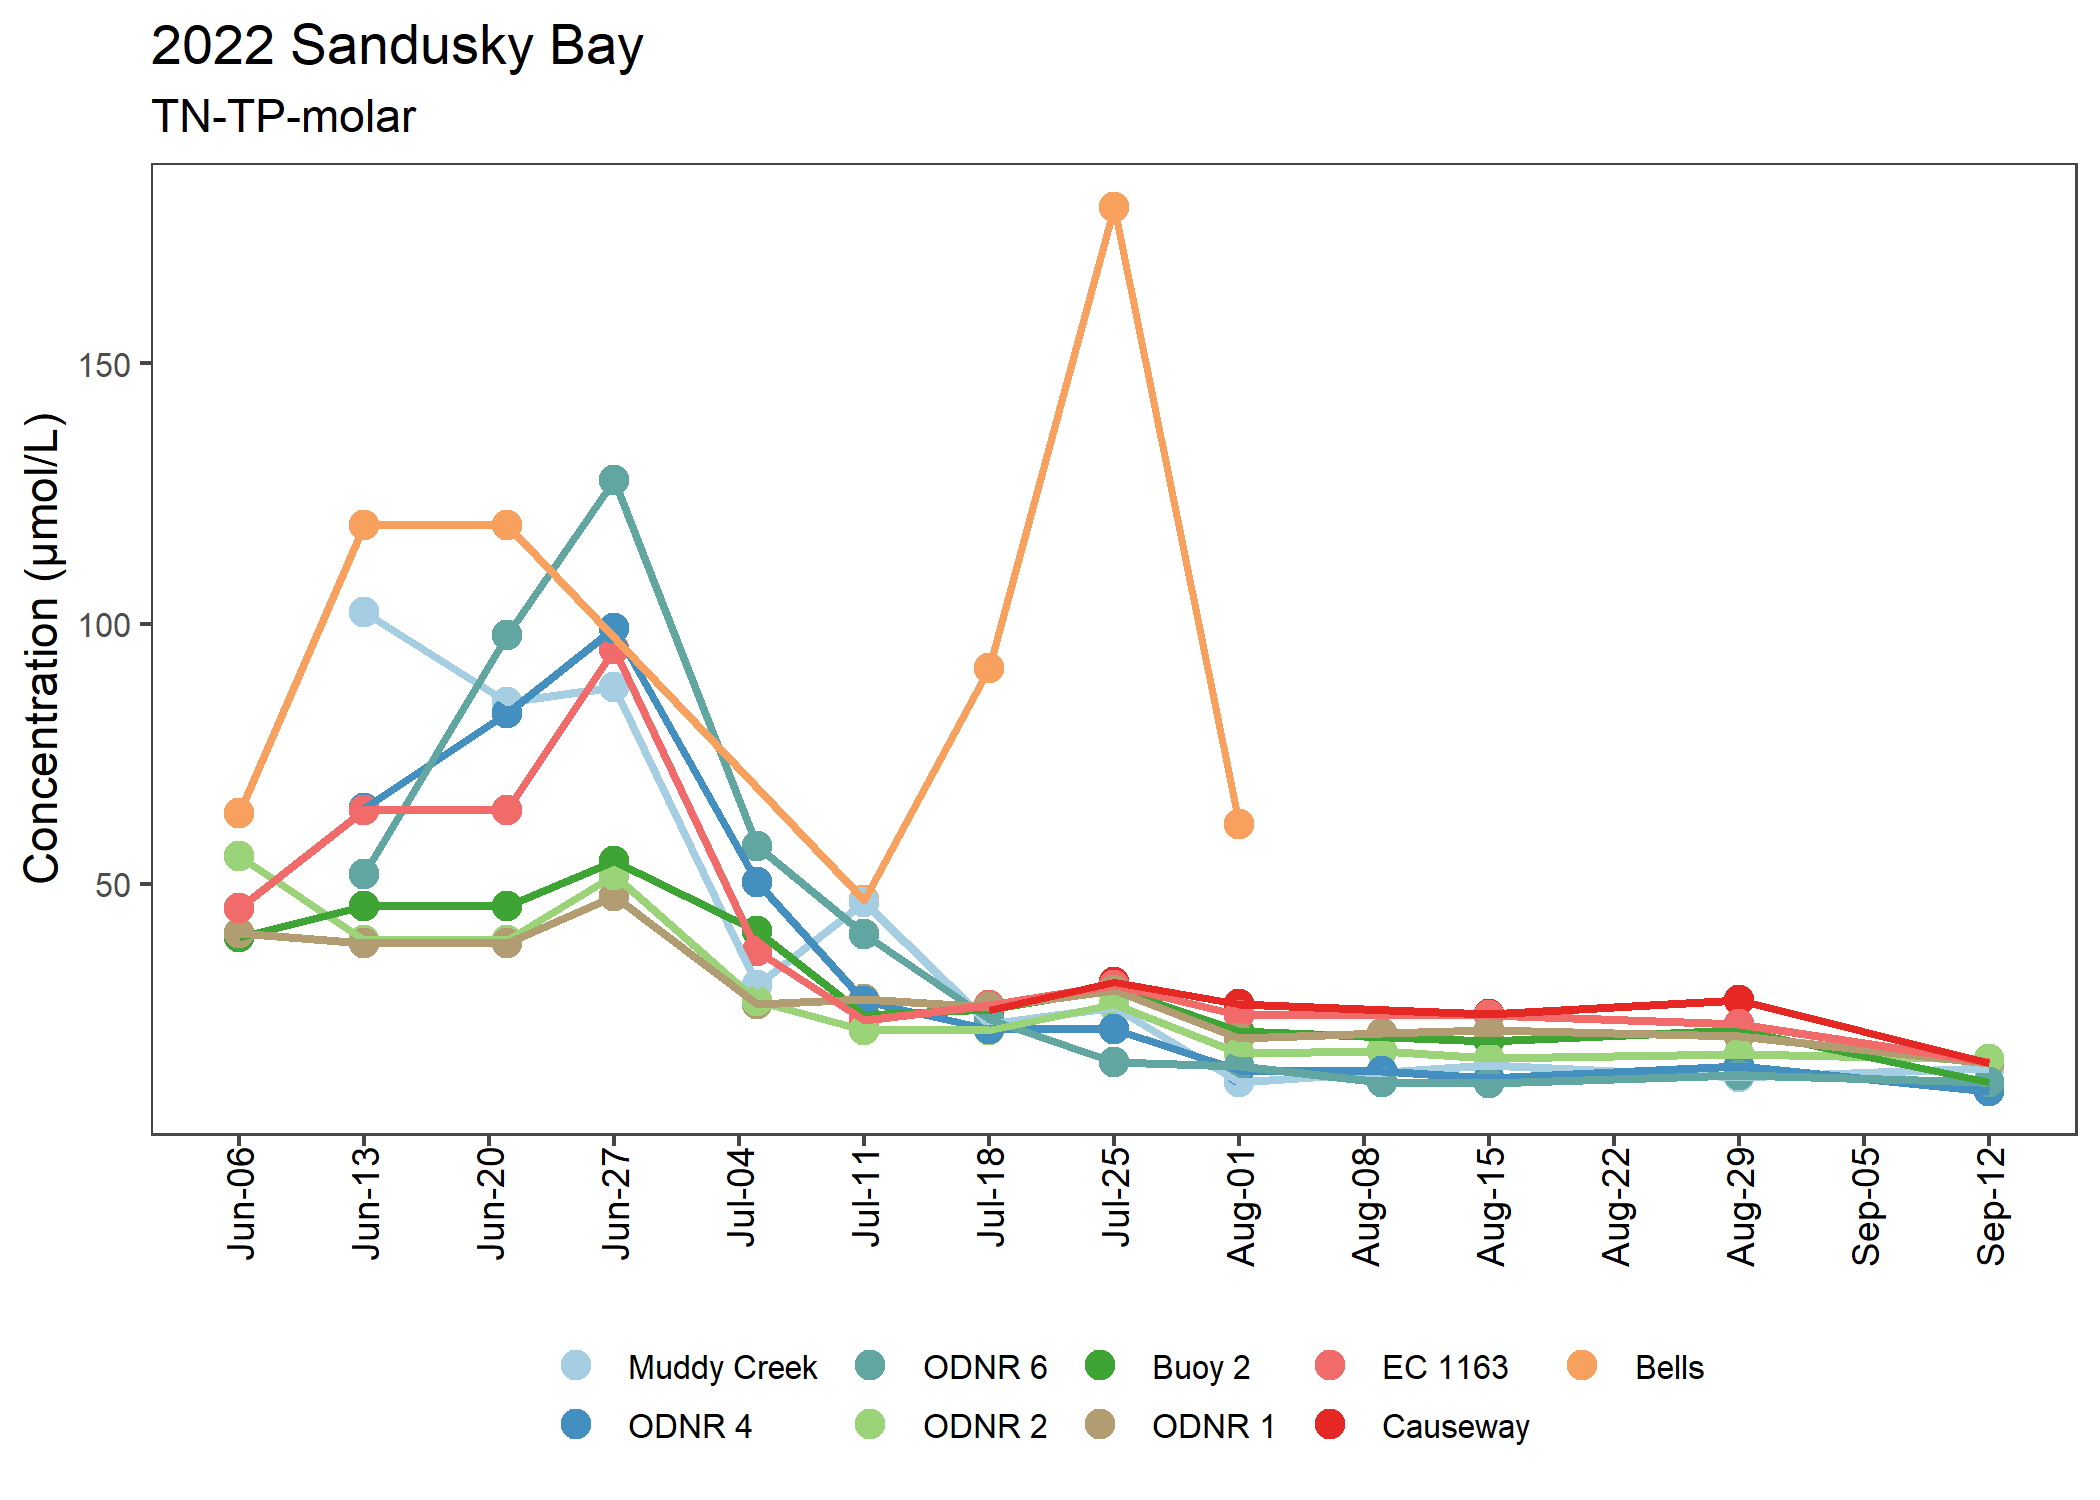 2022 Sandusky Bay
TN-TP-molar
Concentration (µmol/L)
150
100
50
Jun-06
Jun-13
Jun-20
Jun-27
Jul-04
Jul-11
Jul-18
Jul-25
Aug-01
Aug-08
Aug-15
Aug-22
Aug-29
Sep-05
Sep-12
Muddy Creek ODNR 6 Buoy 2 EC 1163 Bells
ODNR 4 ODNR 2 ODNR 1 Causeway